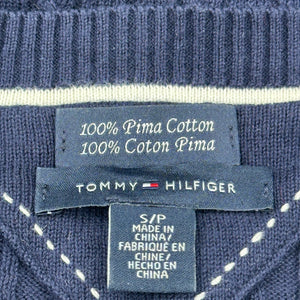 100% Pima Cotton
100% Coton Pima
TOMMY HILFIGER
S/P
MADE IN
CHINA/
FABRIQUÉ EN
CHINE/
HECHO EN
CHINA